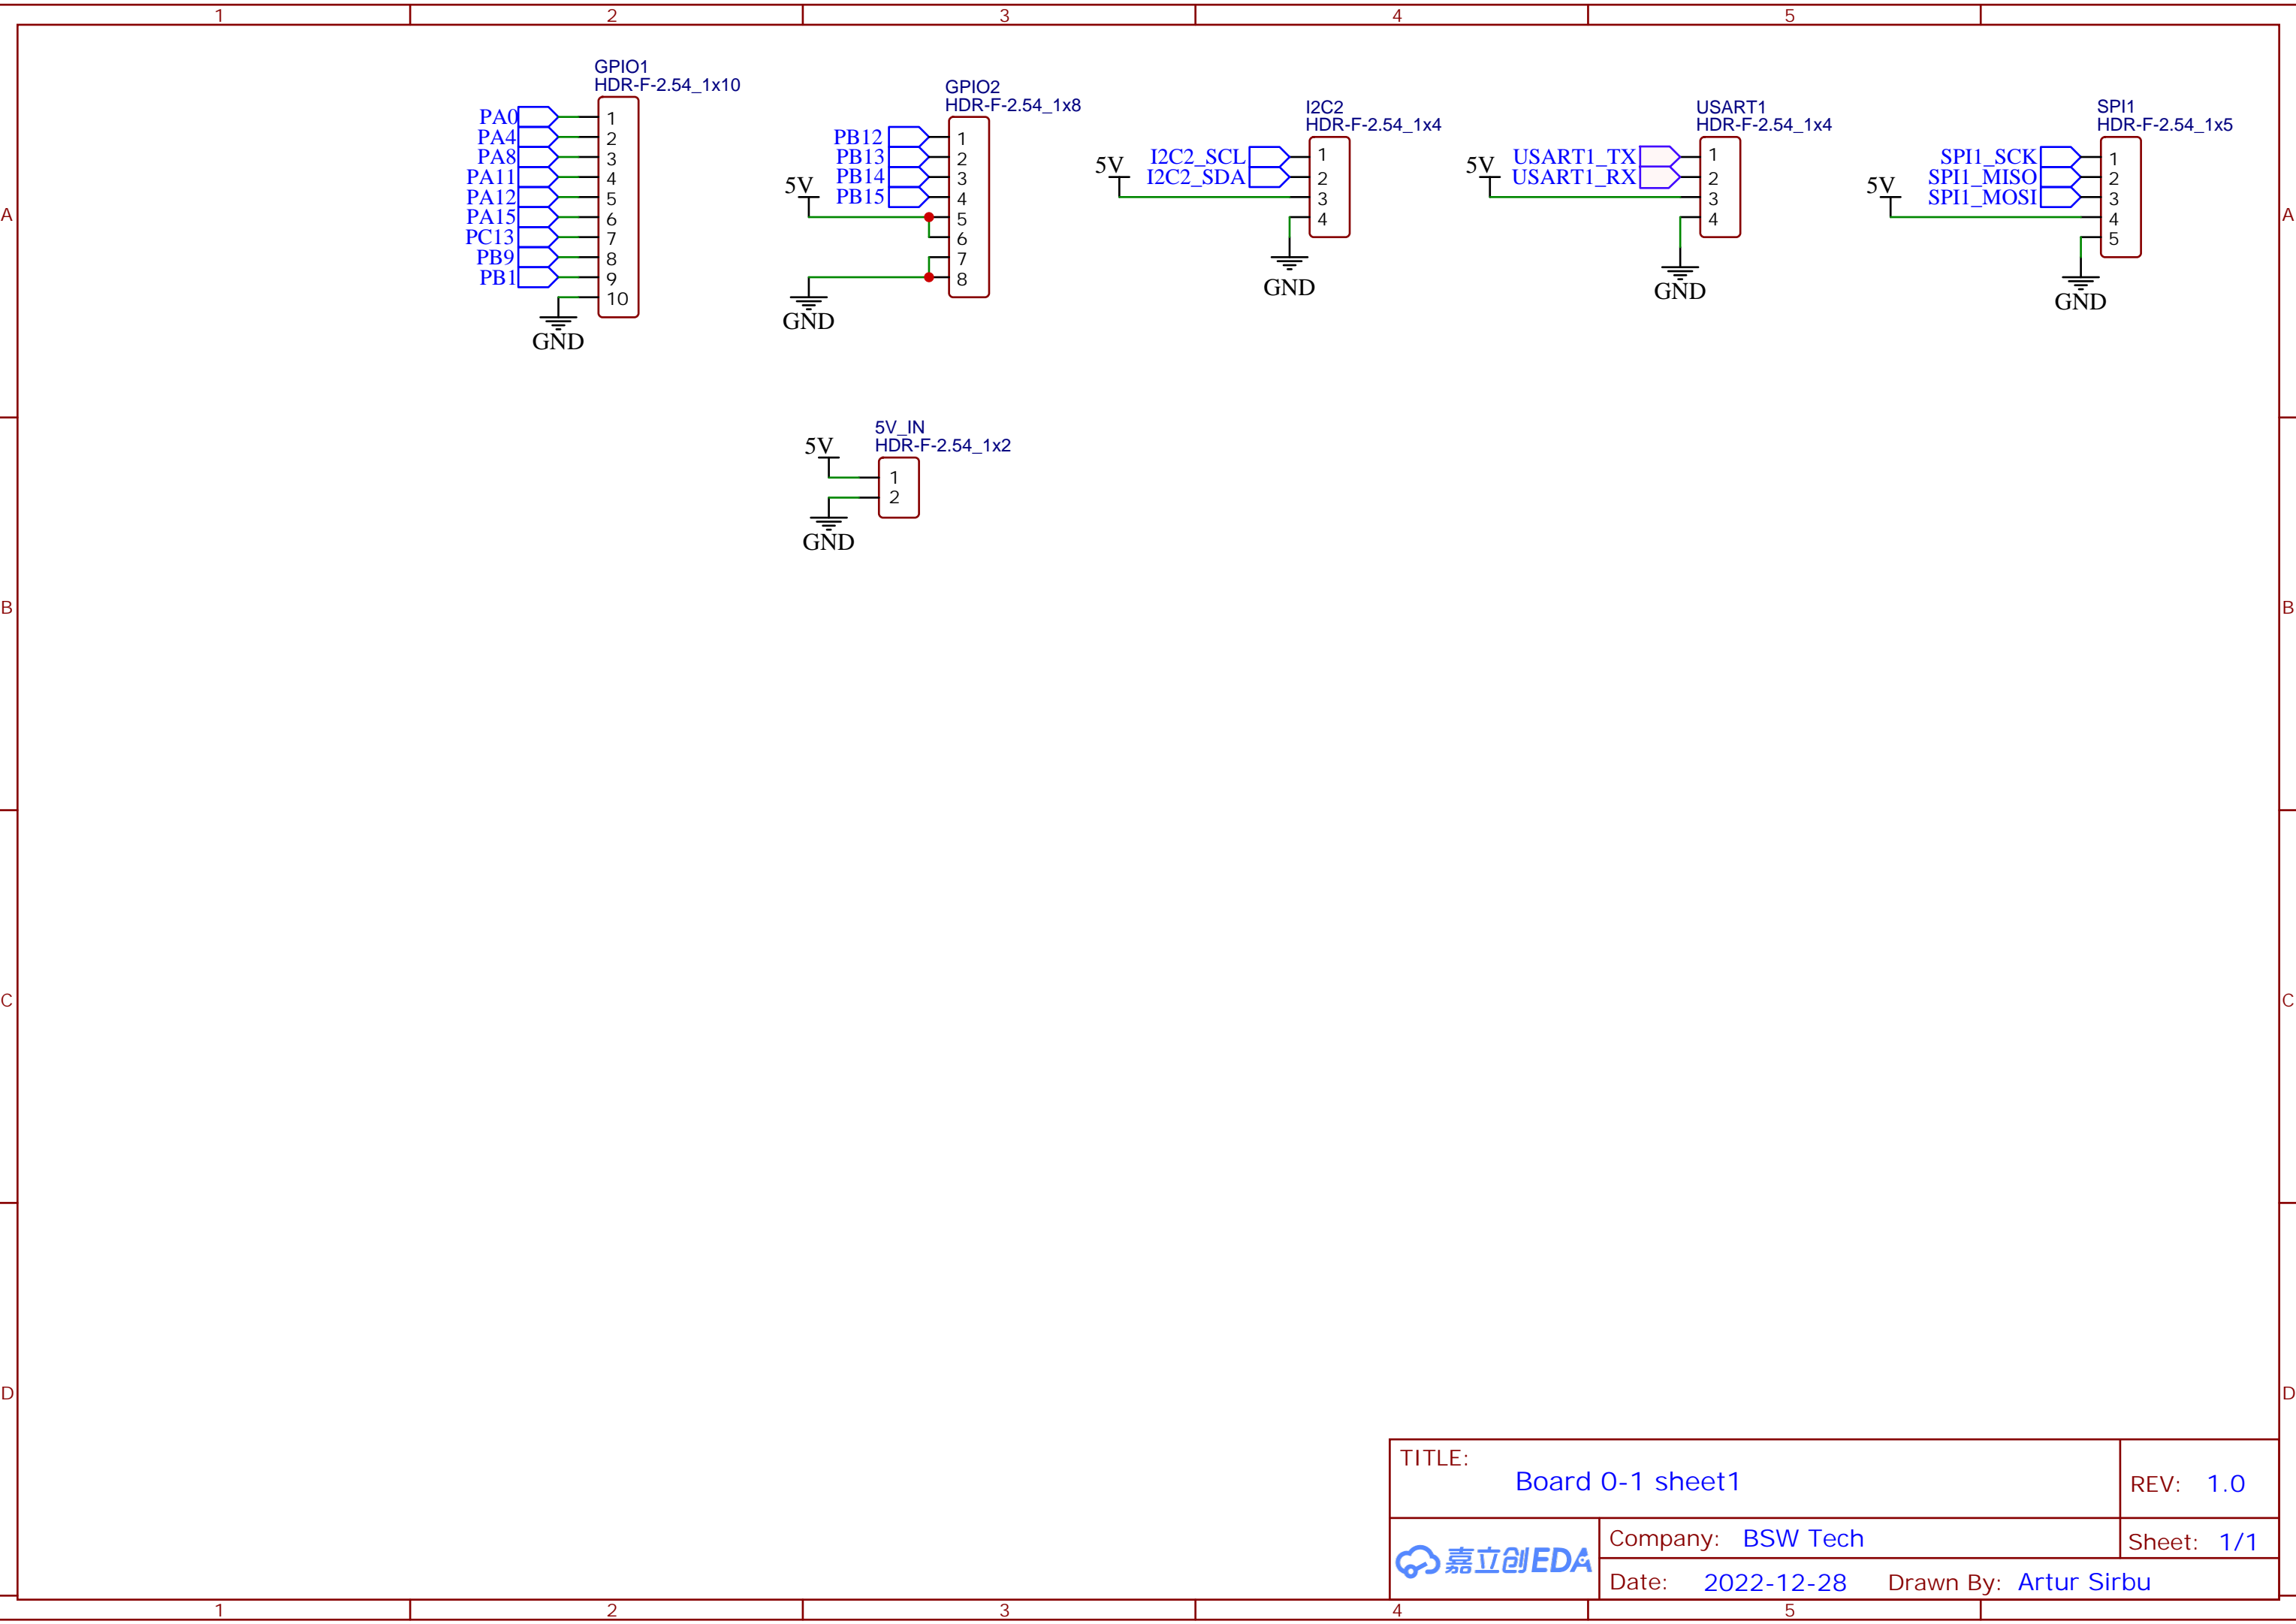 1 2 3 4 5
GPIO1
HDR-F-2.54_1x10
PA0 1
PA4 2
PA8 3
PA11 4
PA12 5
PA15 6
PC13 7
PB9 8
PB1 9
10
GND
GPIO2
HDR-F-2.54_1x8
PB12 1
PB13 2
PB14 3
PB15 4
5V
5
6
7
8
GND
I2C2
HDR-F-2.54_1x4
5V
I2C2_SCL 1
I2C2_SDA 2
3
4
GND
USART1
HDR-F-2.54_1x4
5V
USART1_TX 1
USART1_RX 2
3
4
GND
SPI1
HDR-F-2.54_1x5
SPI1_SCK 1
SPI1_MISO 2
SPI1_MOSI 3
5V
4
5
GND
A A
5V_IN
HDR-F-2.54_1x2
5V
1
2
GND
B B
C C
D D
TITLE:
Board 0-1 sheet1
REV: 1.0
嘉立创EDA
Company: BSW Tech
Sheet: 1/1
Date: 2022-12-28 Drawn By: Artur Sirbu
1 2 3 4 5